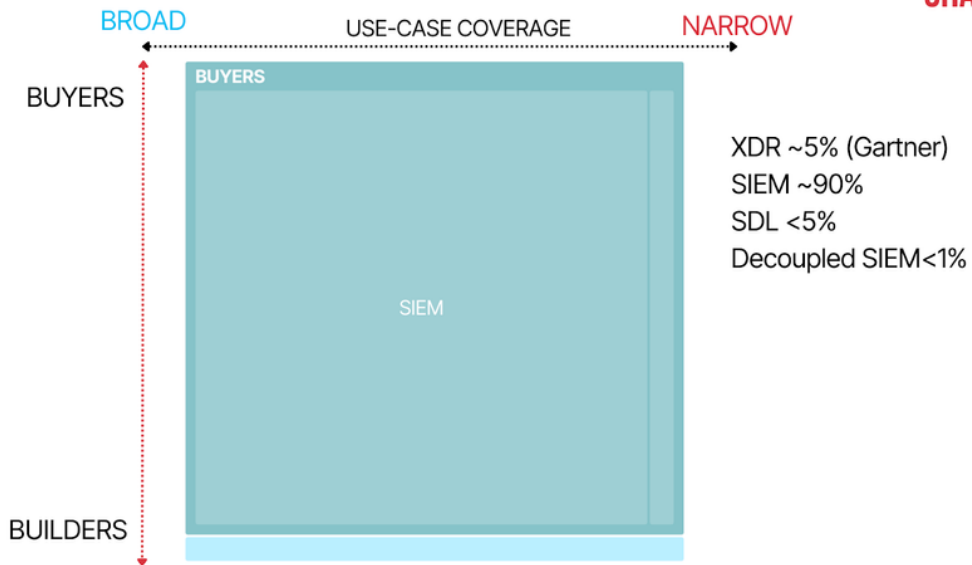 BROAD
USE-CASE COVERAGE
NARROW
BUYERS
BUYERS
XDR ~5% (Gartner)
SIEM ~90%
SDL <5%
Decoupled SIEM<1%
SIEM
BUILDERS